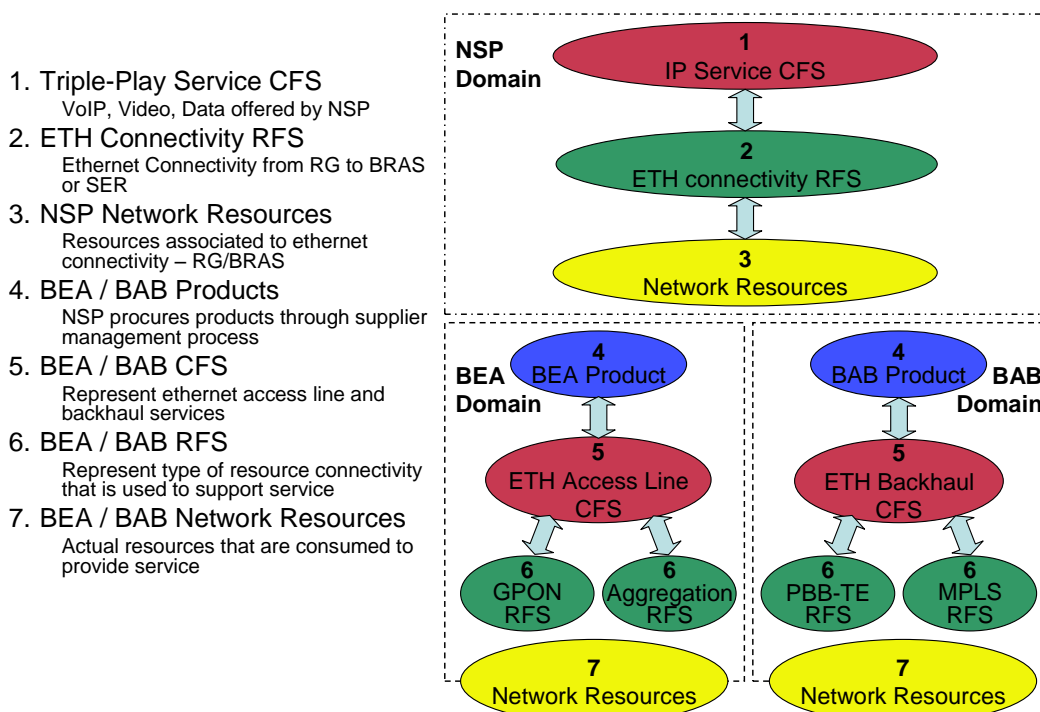 1. Triple-Play Service CFS
VoIP, Video, Data offered by NSP
2. ETH Connectivity RFS
Ethernet Connectivity from RG to BRAS
or SER
3. NSP Network Resources
Resources associated to ethernet
connectivity – RG/BRAS
4. BEA / BAB Products
NSP procures products through supplier
management process
5. BEA / BAB CFS
Represent ethernet access line and
backhaul services
6. BEA / BAB RFS
Represent type of resource connectivity
that is used to support service
7. BEA / BAB Network Resources
Actual resources that are consumed to
provide service
NSP
Domain
1
IP Service CFS
2
ETH connectivity RFS
3
Network Resources
BEA
Domain
4
BEA Product
5
ETH Access Line
CFS
6
GPON
RFS
6
Aggregation
RFS
7
Network Resources
BAB
Domain
4
BAB Product
5
ETH Backhaul
CFS
6
PBB-TE
RFS
6
MPLS
RFS
7
Network Resources